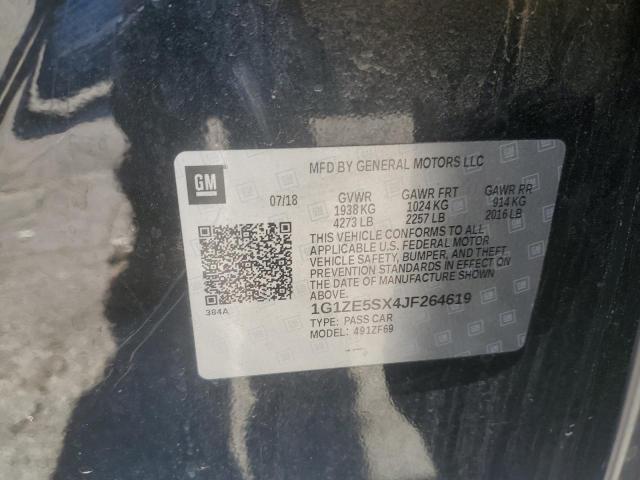 GM
MFD BY GENERAL MOTORS LLC
07/18 GVWR GAWR FRT GAWR RR
1938 KG 1024 KG 914 KG
4273 LB 2257 LB 2016 LB
THIS VEHICLE CONFORMS TO ALL
APPLICABLE U.S. FEDERAL MOTOR
VEHICLE SAFETY, BUMPER, AND THEFT
PREVENTION STANDARDS IN EFFECT ON
THE DATE OF MANUFACTURE SHOWN
ABOVE.
384A
1G1ZE5SX4JF264619
TYPE: PASS CAR
MODEL: 491ZF69